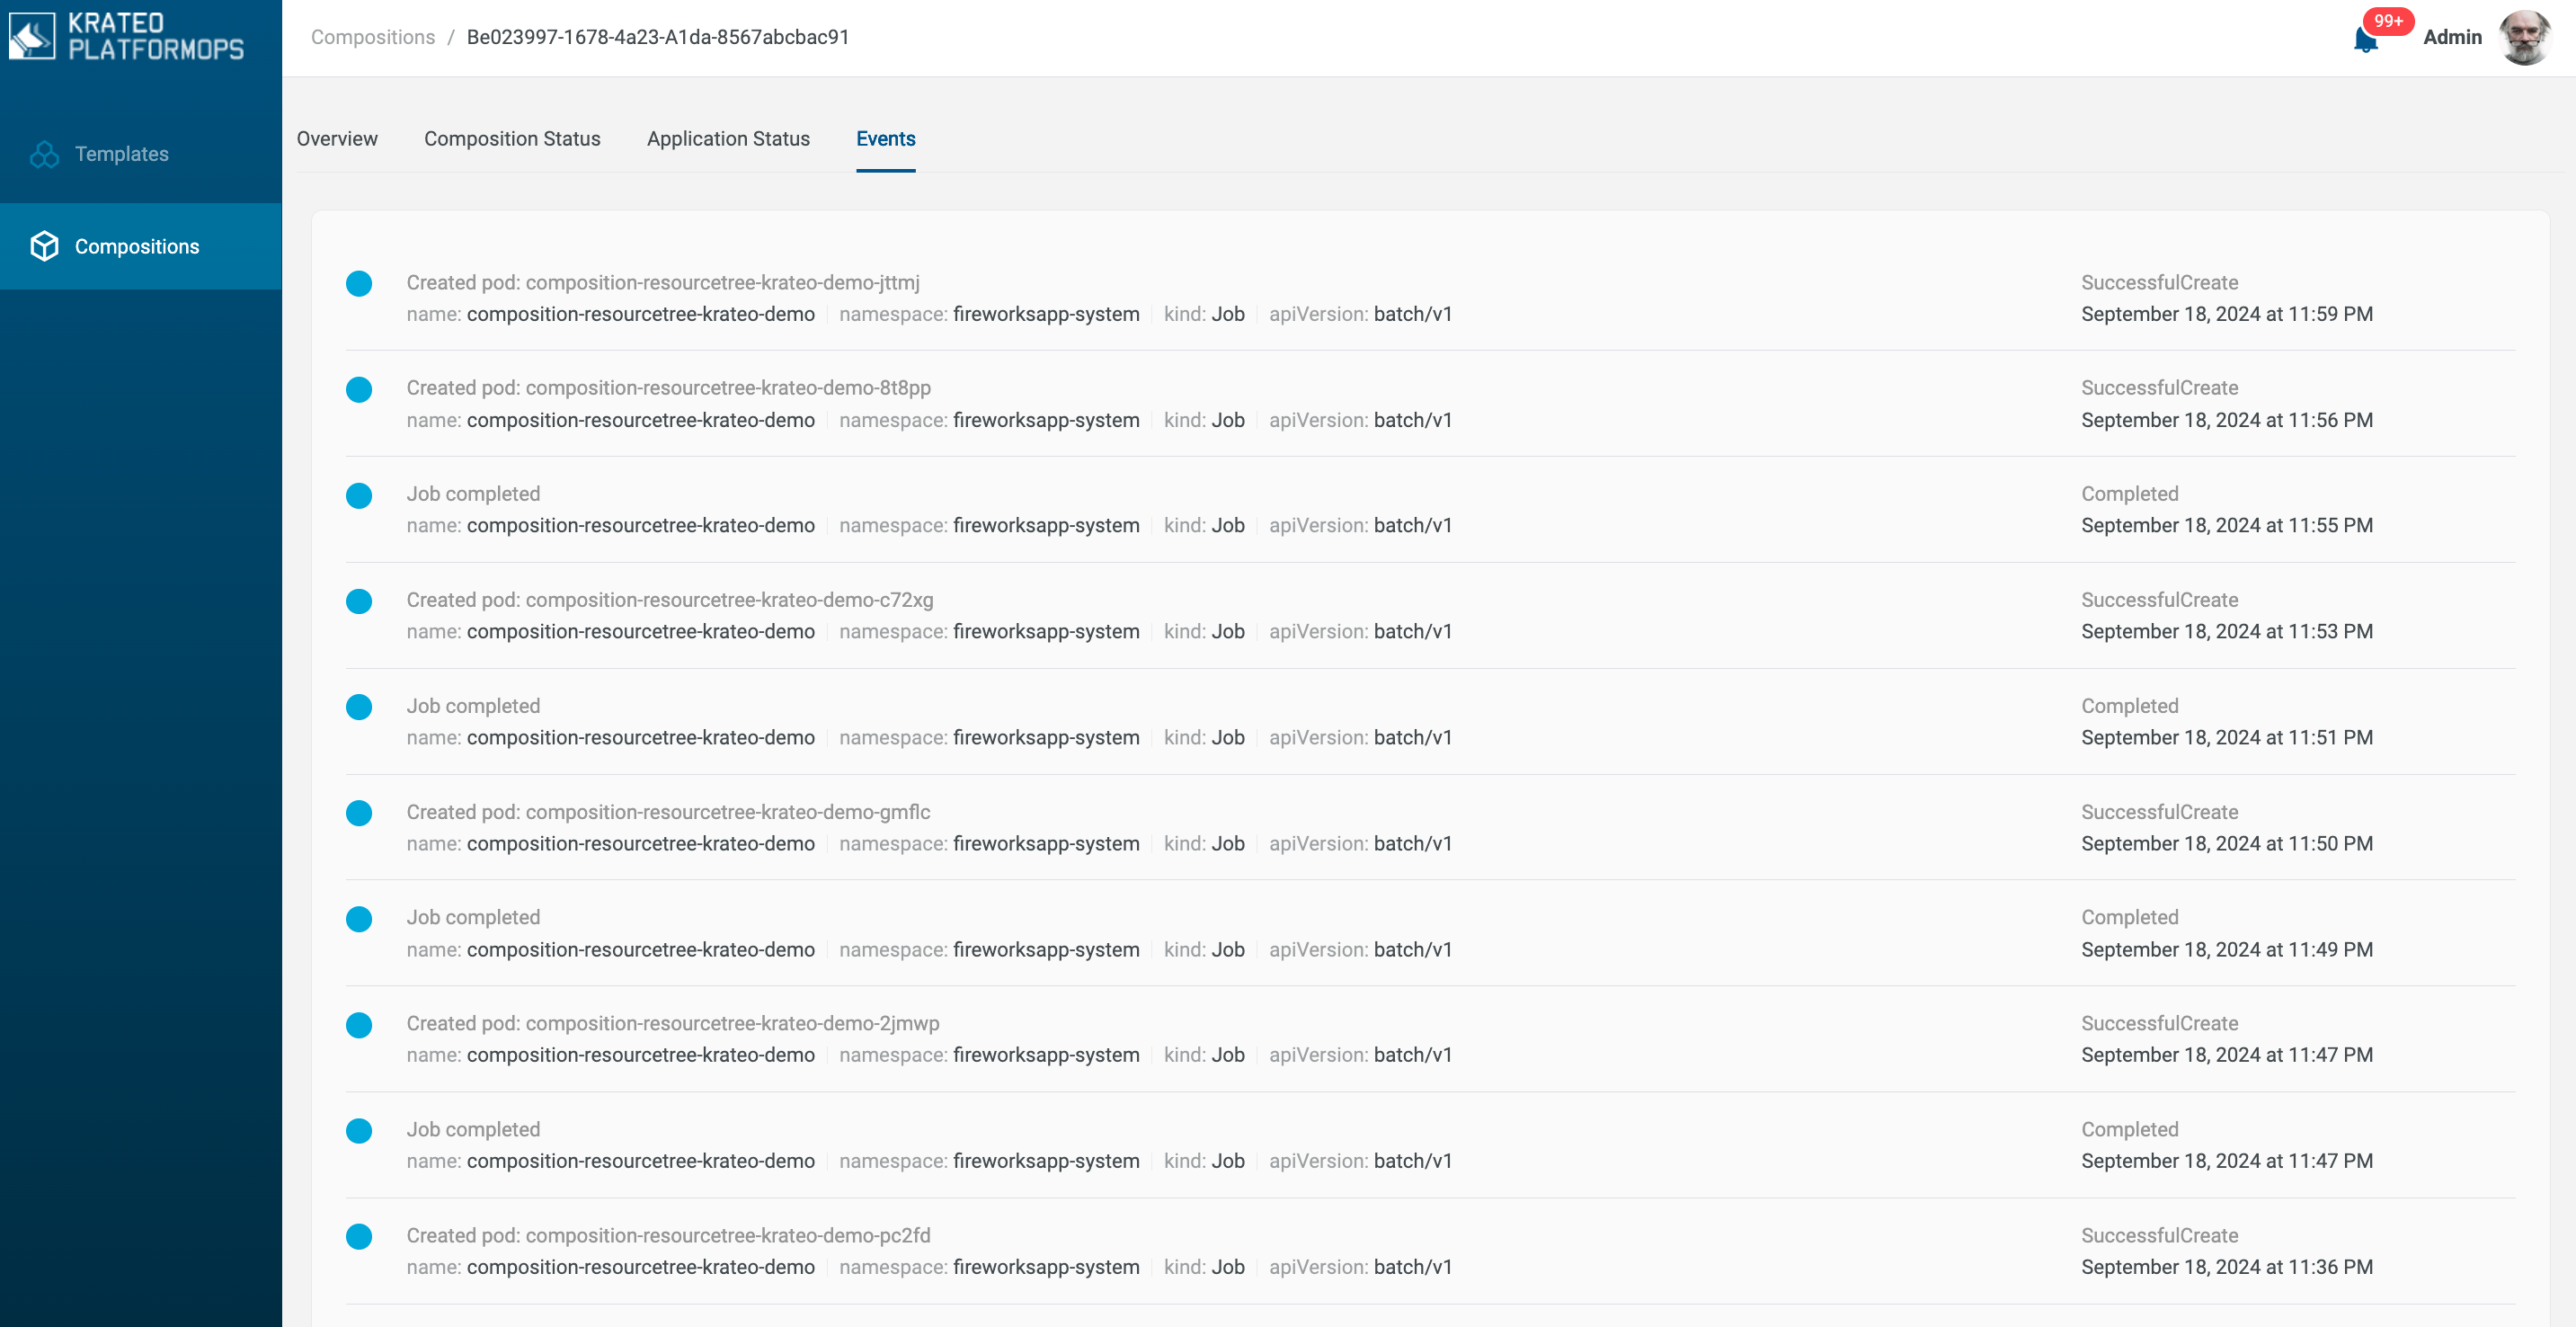 KRATEO
PLATFORMOPS
Compositions / Be023997-1678-4a23-A1da-8567abcbac91
99+
Admin
Templates
Compositions
Overview Composition Status Application Status Events
Created pod: composition-resourcetree-krateo-demo-jttmj SuccessfulCreate
name: composition-resourcetree-krateo-demo namespace: fireworksapp-system kind: Job apiVersion: batch/v1 September 18, 2024 at 11:59 PM
Created pod: composition-resourcetree-krateo-demo-8t8pp SuccessfulCreate
name: composition-resourcetree-krateo-demo namespace: fireworksapp-system kind: Job apiVersion: batch/v1 September 18, 2024 at 11:56 PM
Job completed Completed
name: composition-resourcetree-krateo-demo namespace: fireworksapp-system kind: Job apiVersion: batch/v1 September 18, 2024 at 11:55 PM
Created pod: composition-resourcetree-krateo-demo-c72xg SuccessfulCreate
name: composition-resourcetree-krateo-demo namespace: fireworksapp-system kind: Job apiVersion: batch/v1 September 18, 2024 at 11:53 PM
Job completed Completed
name: composition-resourcetree-krateo-demo namespace: fireworksapp-system kind: Job apiVersion: batch/v1 September 18, 2024 at 11:51 PM
Created pod: composition-resourcetree-krateo-demo-gmflc SuccessfulCreate
name: composition-resourcetree-krateo-demo namespace: fireworksapp-system kind: Job apiVersion: batch/v1 September 18, 2024 at 11:50 PM
Job completed Completed
name: composition-resourcetree-krateo-demo namespace: fireworksapp-system kind: Job apiVersion: batch/v1 September 18, 2024 at 11:49 PM
Created pod: composition-resourcetree-krateo-demo-2jmwp SuccessfulCreate
name: composition-resourcetree-krateo-demo namespace: fireworksapp-system kind: Job apiVersion: batch/v1 September 18, 2024 at 11:47 PM
Job completed Completed
name: composition-resourcetree-krateo-demo namespace: fireworksapp-system kind: Job apiVersion: batch/v1 September 18, 2024 at 11:47 PM
Created pod: composition-resourcetree-krateo-demo-pc2fd SuccessfulCreate
name: composition-resourcetree-krateo-demo namespace: fireworksapp-system kind: Job apiVersion: batch/v1 September 18, 2024 at 11:36 PM